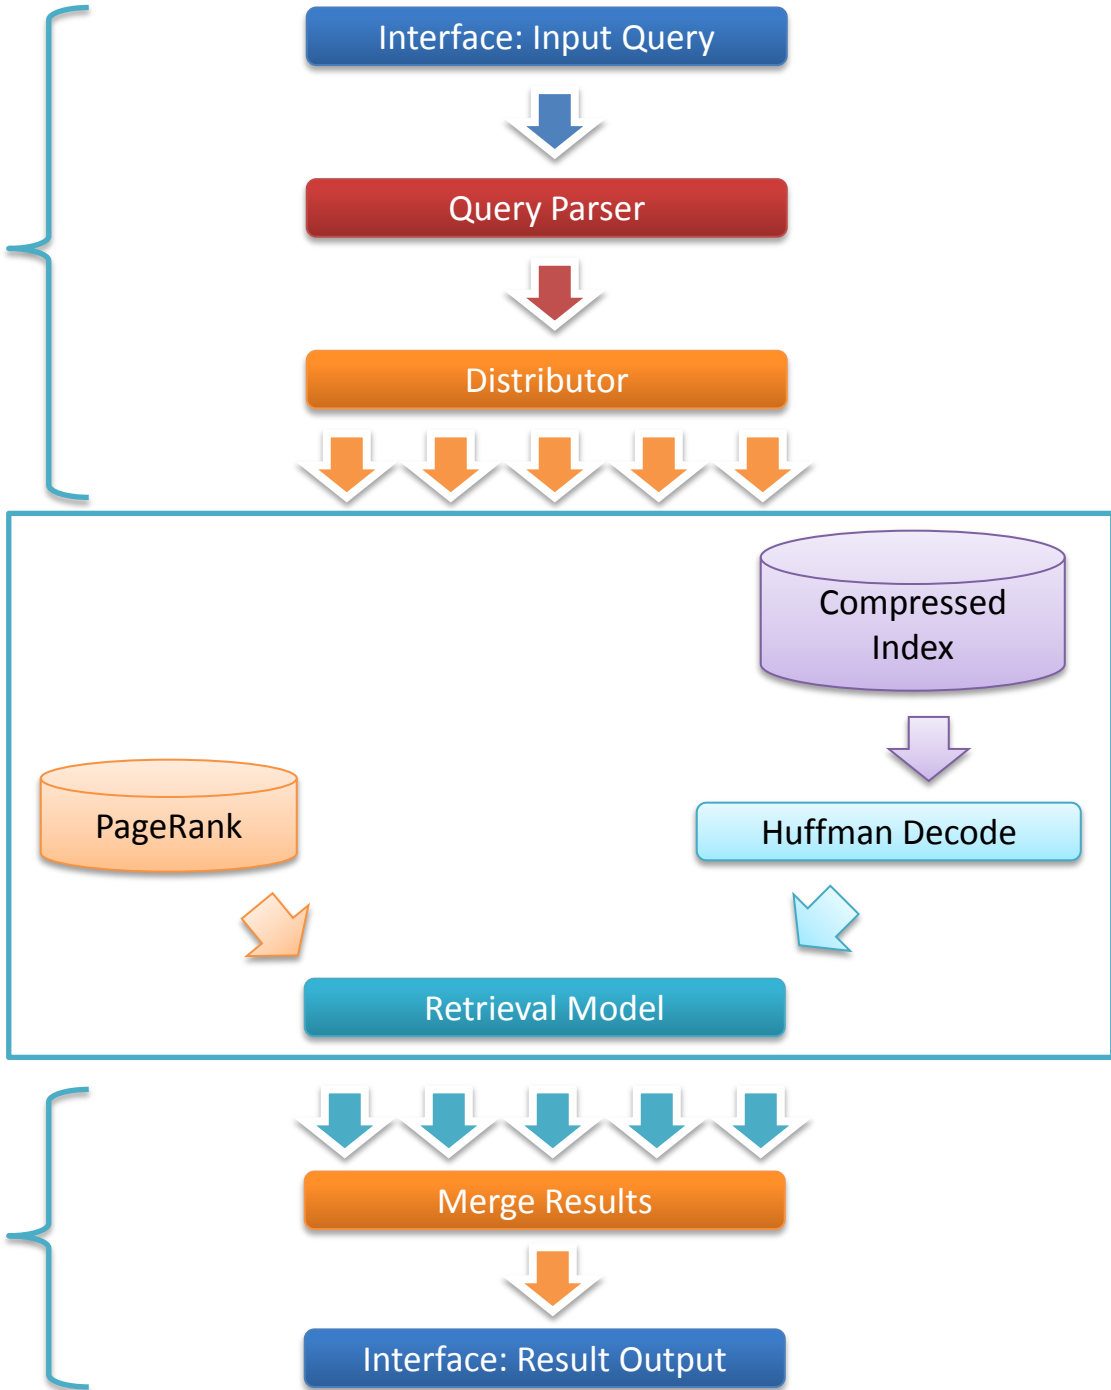 Interface: Input Query
Query Parser
Distributor
Compressed
Index
PageRank
Huffman Decode
Retrieval Model
Merge Results
Interface: Result Output